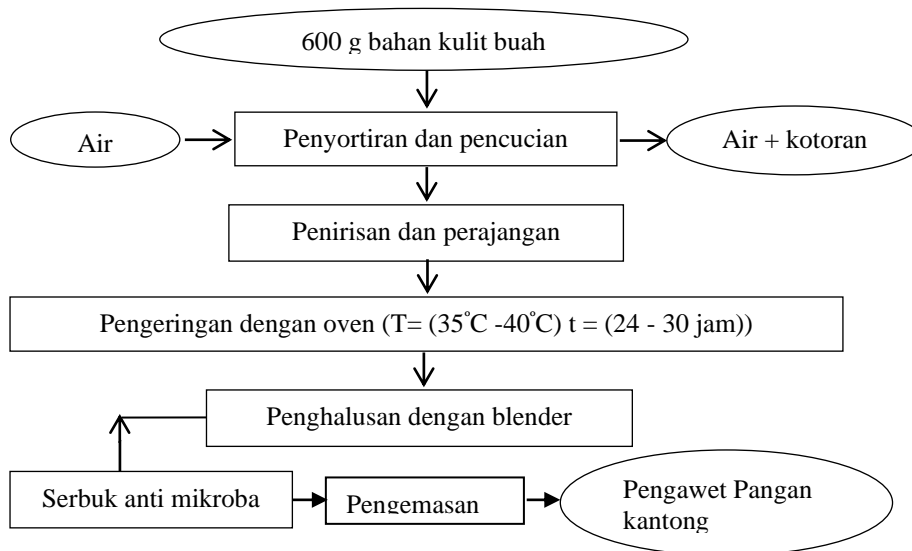 600 g bahan kulit buah
Air
Penyortiran dan pencucian
Air + kotoran
Penirisan dan perajangan
Pengeringan dengan oven (T= (35°C -40°C) t = (24 - 30 jam))
Penghalusan dengan blender
Serbuk anti mikroba
Pengemasan
Pengawet Pangan
kantong